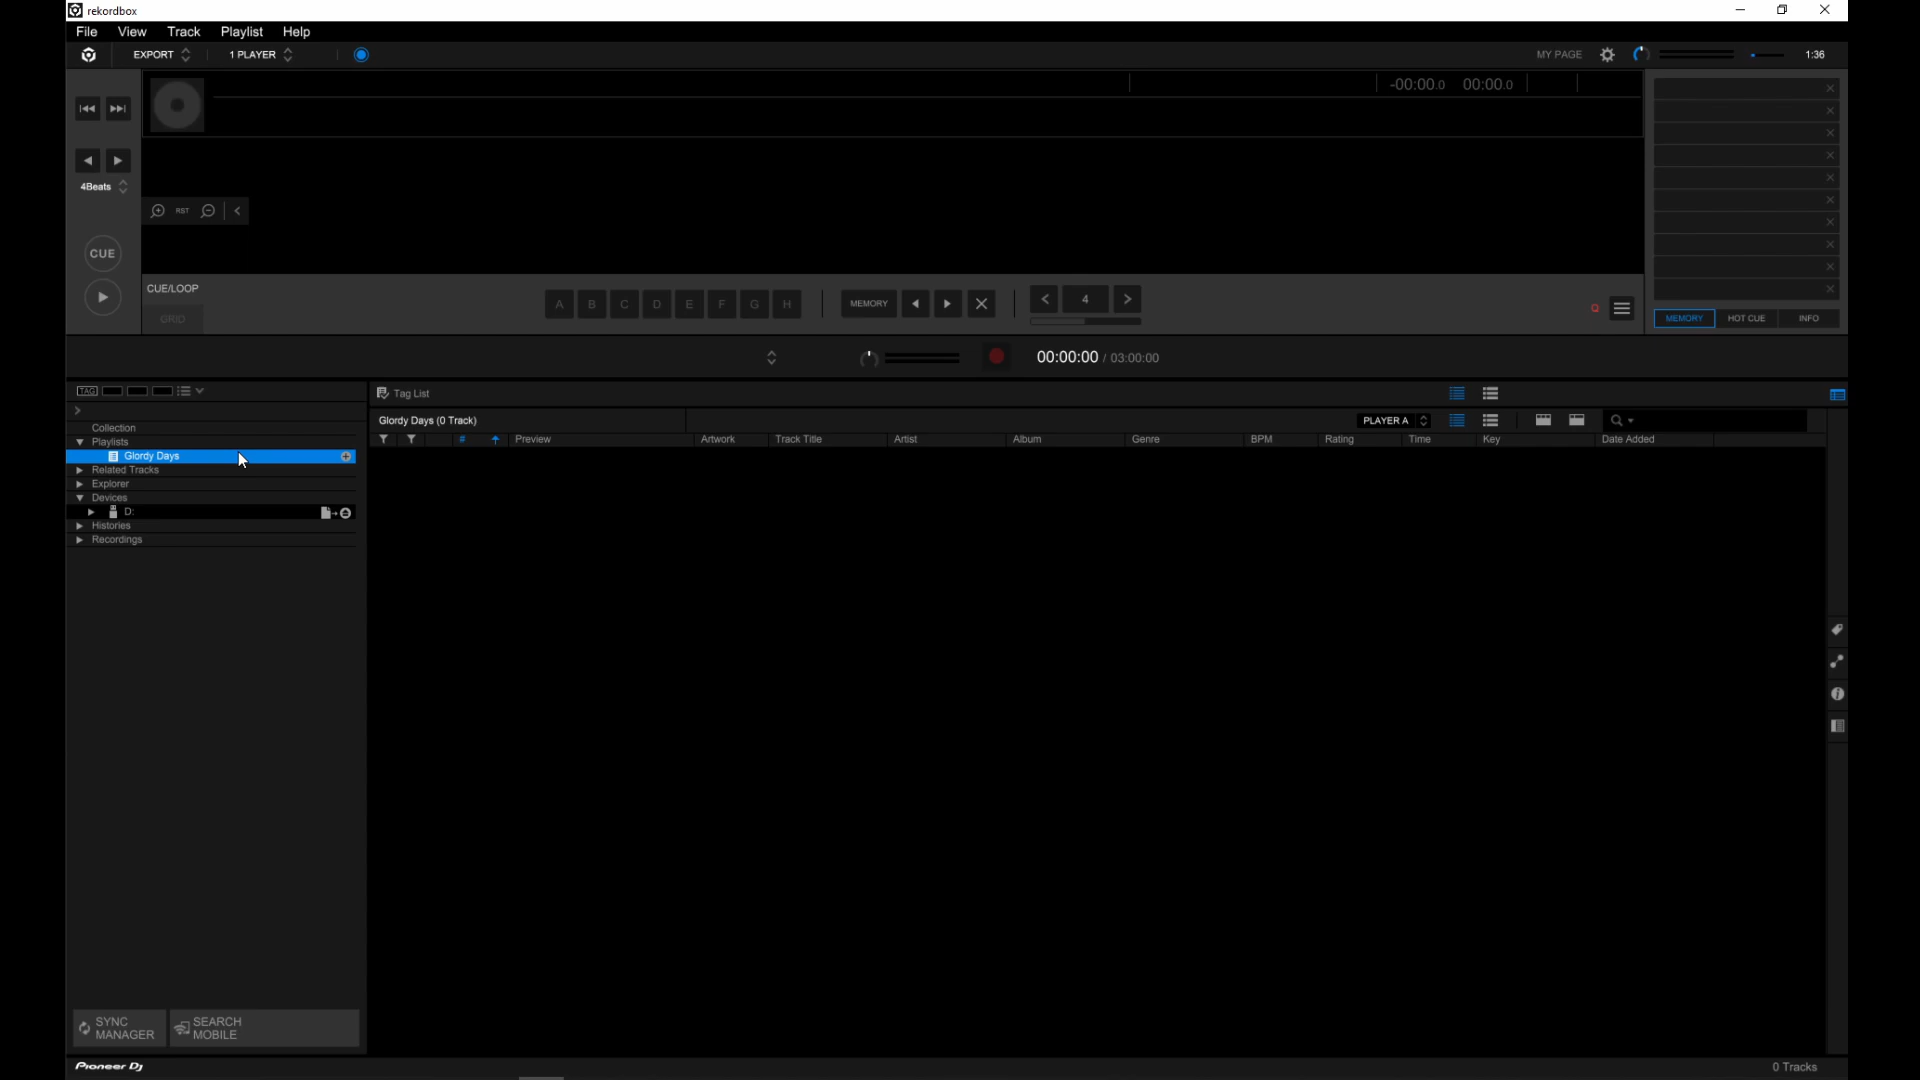 rekordbox
File View Track Playlist Help
EXPORT 1 PLAYER MY PAGE 1:36
-00:00.0 00:00.0
4Beats
RST
CUE
CUE/LOOP
GRID
A B C D E F G H MEMORY 4 Q
MEMORY HOT CUE INFO
00:00:00 / 03:00:00
TAG
Tag List
Glordy Days (0 Track) PLAYER A
# Preview Artwork Track Title Artist Album Genre BPM Rating Time Key Date Added
Collection
Playlists
Glordy Days
Related Tracks
Explorer
Devices
D:
Histories
Recordings
SYNC MANAGER
SEARCH MOBILE
Pioneer Dj
0 Tracks